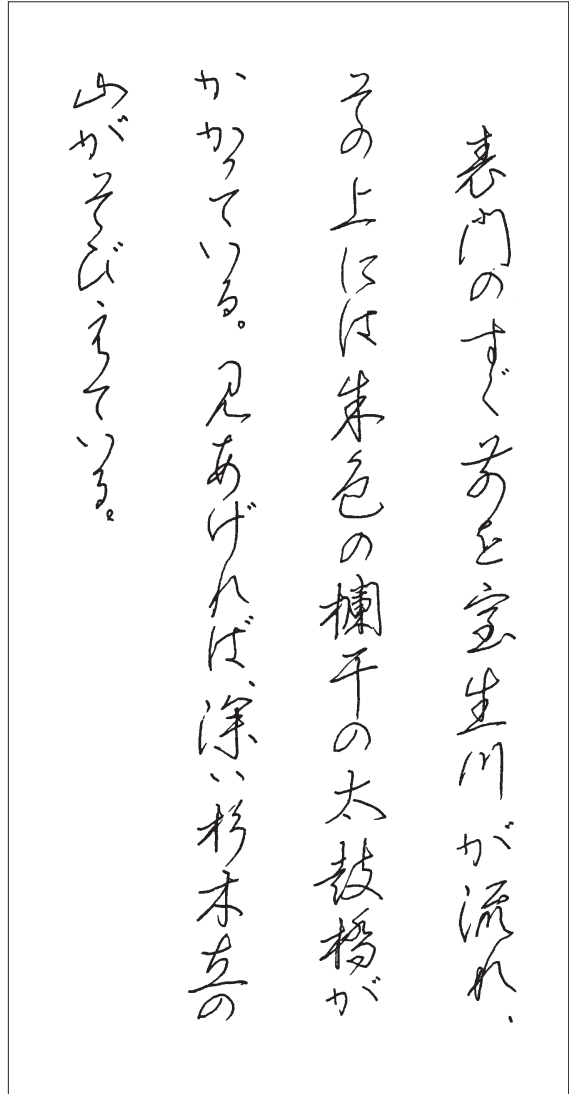 表門のすぐ前を室生川が流れ、
その上には朱色の欄干の太鼓橋が
かかっている。見あげれば、深い杉木立の
山がそびえている。